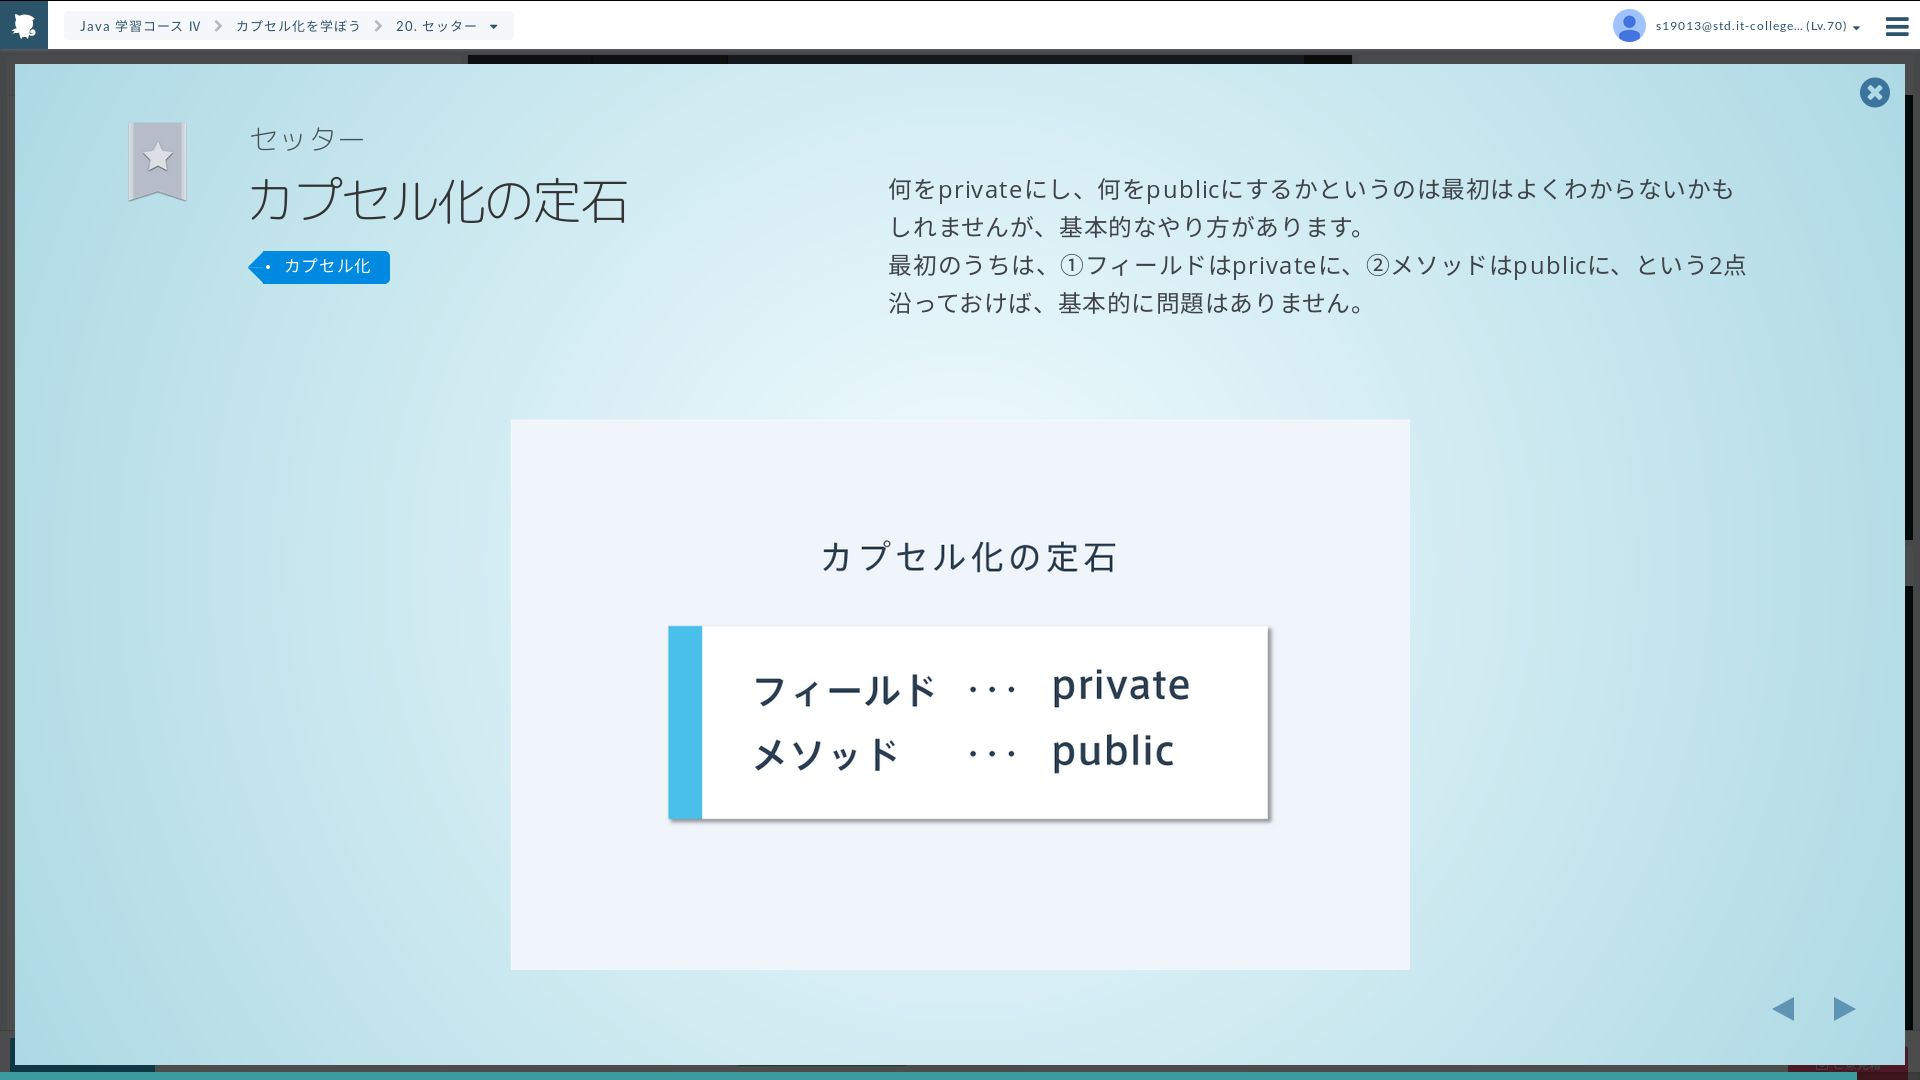 Java 学習コース Ⅳ
カプセル化を学ぼう
20. セッター
s19013@std.it-college... (Lv.70)
セッター
カプセル化の定石
カプセル化
何をprivateにし、何をpublicにするかというのは最初はよくわからないかも
しれませんが、基本的なやり方があります。
最初のうちは、①フィールドはprivateに、②メソッドはpublicに、という2点
沿っておけば、基本的に問題はありません。
カプセル化の定石
フィールド ・・・ private
メソッド ・・・ public